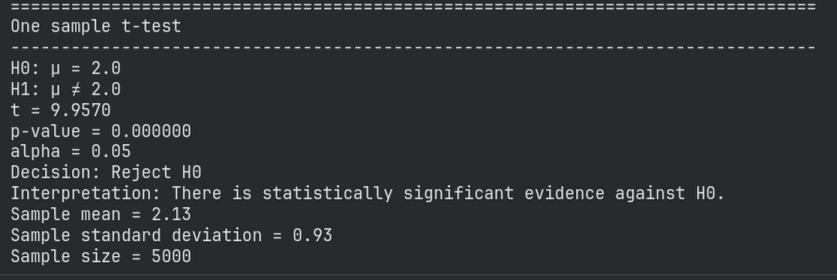 ================================================================================
One sample t-test
--------------------------------------------------------------------------------
H0: μ = 2.0
H1: μ ≠ 2.0
t = 9.9570
p-value = 0.000000
alpha = 0.05
Decision: Reject H0
Interpretation: There is statistically significant evidence against H0.
Sample mean = 2.13
Sample standard deviation = 0.93
Sample size = 5000